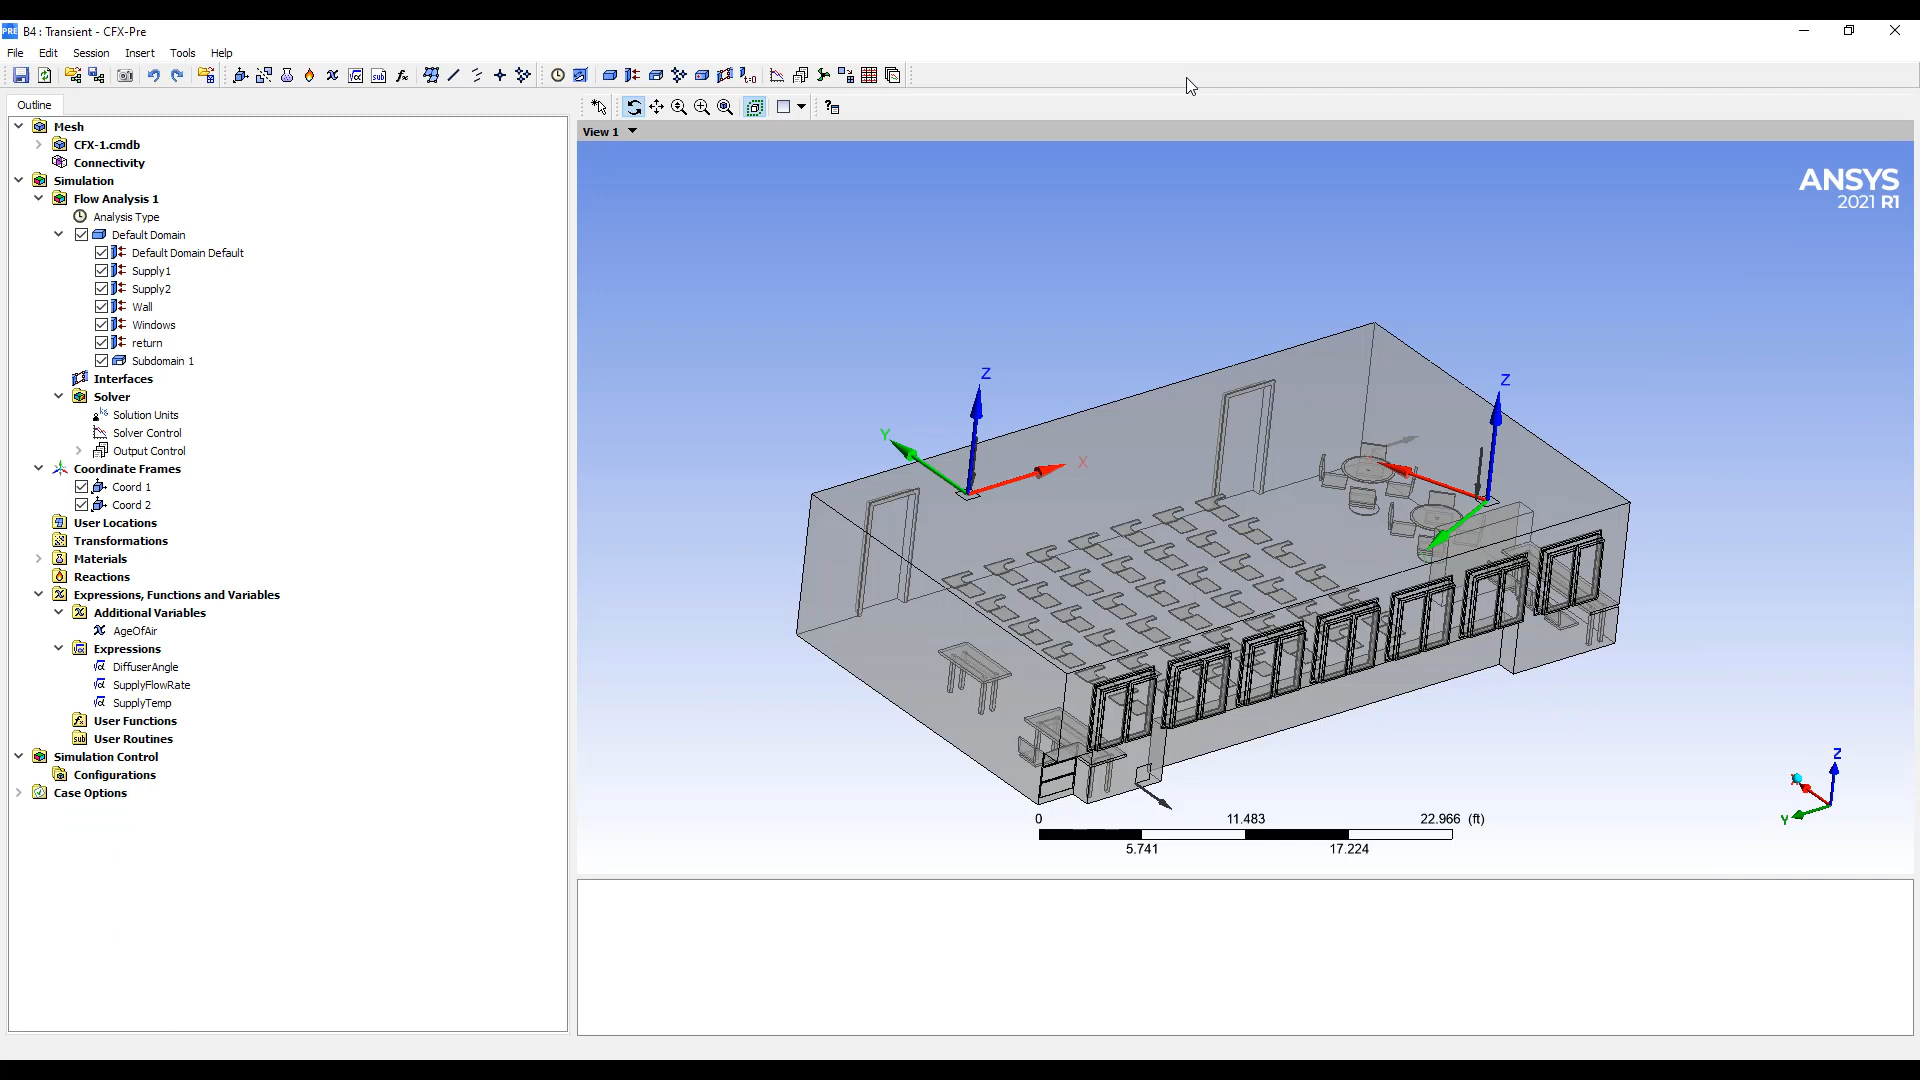 B4 : Transient - CFX-Pre
File Edit Session Insert Tools Help
Outline
Mesh
CFX-1.cmdb
Connectivity
Simulation
Flow Analysis 1
Analysis Type
Default Domain
Default Domain Default
Supply1
Supply2
Wall
Windows
return
Subdomain 1
Interfaces
Solver
Solution Units
Solver Control
Output Control
Coordinate Frames
Coord 1
Coord 2
User Locations
Transformations
Materials
Reactions
Expressions, Functions and Variables
Additional Variables
AgeOfAir
Expressions
DiffuserAngle
SupplyFlowRate
SupplyTemp
User Functions
User Routines
Simulation Control
Configurations
Case Options
View 1
ANSYS
2021 R1
Z
Y
X
Z
Z
Y
0 11.483 22.966 (ft)
5.741 17.224